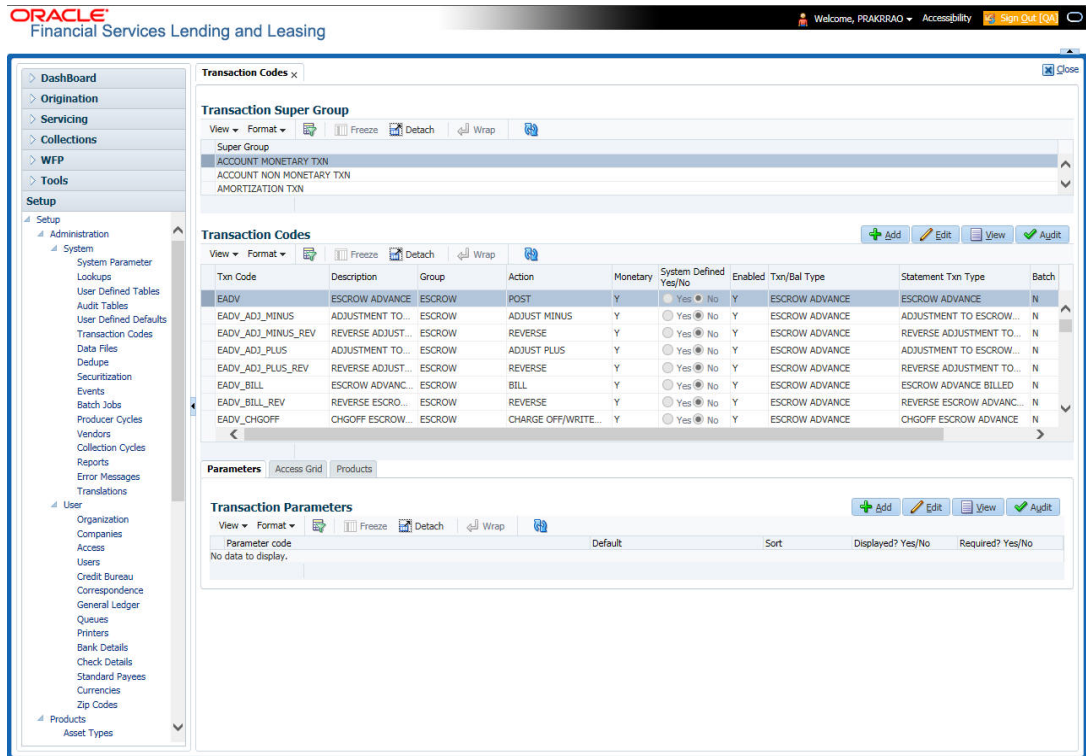 ORACLE®
Financial Services Lending and Leasing
Welcome, PRAKRRAO Accessibility Sign Out [QA]
DashBoard
Origination
Servicing
Collections
WFP
Tools
Setup
Setup
Administration
System
System Parameter
Lookups
User Defined Tables
Audit Tables
User Defined Defaults
Transaction Codes
Data Files
Dedupe
Securitization
Events
Batch Jobs
Producer Cycles
Vendors
Collection Cycles
Reports
Error Messages
Translations
User
Organization
Companies
Access
Users
Credit Bureau
Correspondence
General Ledger
Queues
Printers
Bank Details
Check Details
Standard Payees
Currencies
Zip Codes
Products
Asset Types
Transaction Codes x
Close
Transaction Super Group
View Format Freeze Detach Wrap
Super Group
ACCOUNT MONETARY TXN
ACCOUNT NON MONETARY TXN
AMORTIZATION TXN
Transaction Codes
Add Edit View Audit
View Format Freeze Detach Wrap
Txn Code Description Group Action Monetary System Defined Yes/No Enabled Txn/Bal Type Statement Txn Type Batch
EADV ESCROW ADVANCE ESCROW POST Y Yes No Y ESCROW ADVANCE ESCROW ADVANCE N
EADV_ADJ_MINUS ADJUSTMENT TO... ESCROW ADJUST MINUS Y Yes No Y ESCROW ADVANCE ADJUSTMENT TO ESCROW... N
EADV_ADJ_MINUS_REV REVERSE ADJUST... ESCROW REVERSE Y Yes No Y ESCROW ADVANCE REVERSE ADJUSTMENT TO... N
EADV_ADJ_PLUS ADJUSTMENT TO... ESCROW ADJUST PLUS Y Yes No Y ESCROW ADVANCE ADJUSTMENT TO ESCROW... N
EADV_ADJ_PLUS_REV REVERSE ADJUST... ESCROW REVERSE Y Yes No Y ESCROW ADVANCE REVERSE ADJUSTMENT TO... N
EADV_BILL ESCROW ADVANC... ESCROW BILL Y Yes No Y ESCROW ADVANCE ESCROW ADVANCE BILLED N
EADV_BILL_REV REVERSE ESCRO... ESCROW REVERSE Y Yes No Y ESCROW ADVANCE REVERSE ESCROW ADVANC... N
EADV_CHGOFF CHGOFF ESCROW... ESCROW CHARGE OFF/WRITE... Y Yes No Y ESCROW ADVANCE CHGOFF ESCROW ADVANCE N
Parameters Access Grid Products
Transaction Parameters
Add Edit View Audit
View Format Freeze Detach Wrap
Parameter code Default Sort Displayed? Yes/No Required? Yes/No
No data to display.